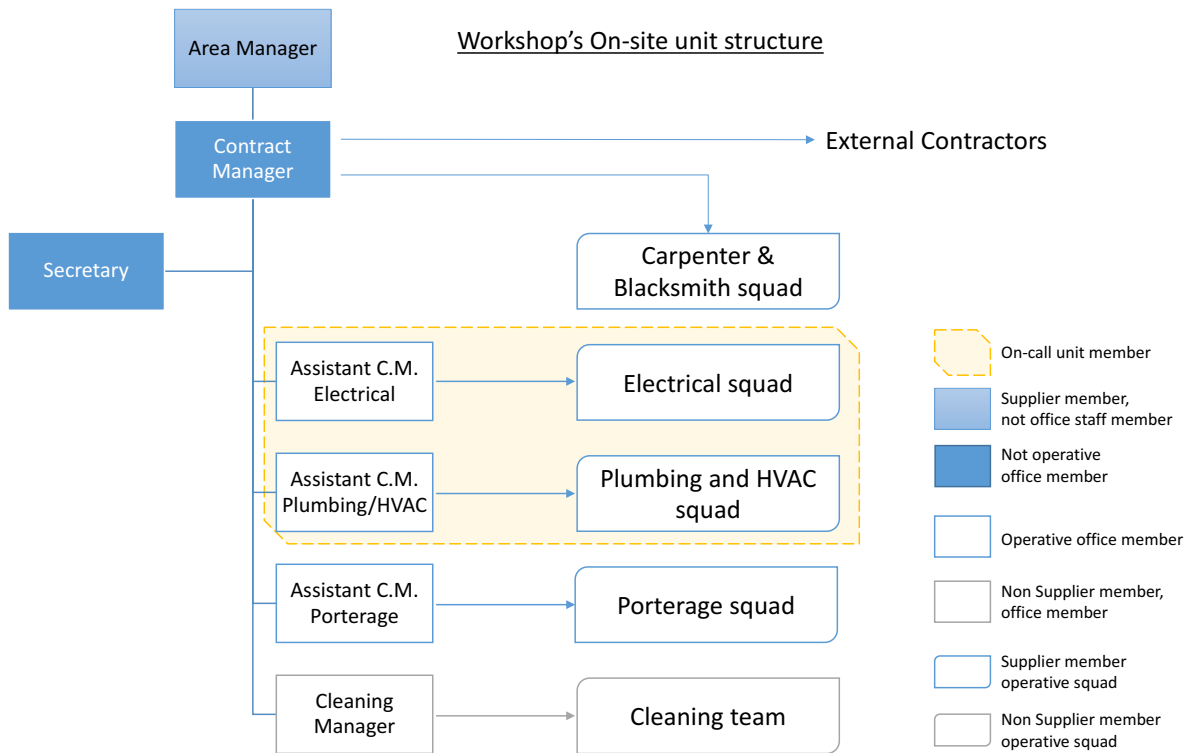 Workshop's On-site unit structure
Area Manager
Contract
Manager
External Contractors
Secretary
Carpenter &
Blacksmith squad
Assistant C.M.
Electrical
Electrical squad
Assistant C.M.
Plumbing/HVAC
Plumbing and HVAC
squad
Assistant C.M.
Porterage
Porterage squad
Cleaning
Manager
Cleaning team
On-call unit member
Supplier member,
not office staff member
Not operative
office member
Operative office member
Non Supplier member,
office member
Supplier member
operative squad
Non Supplier member
operative squad